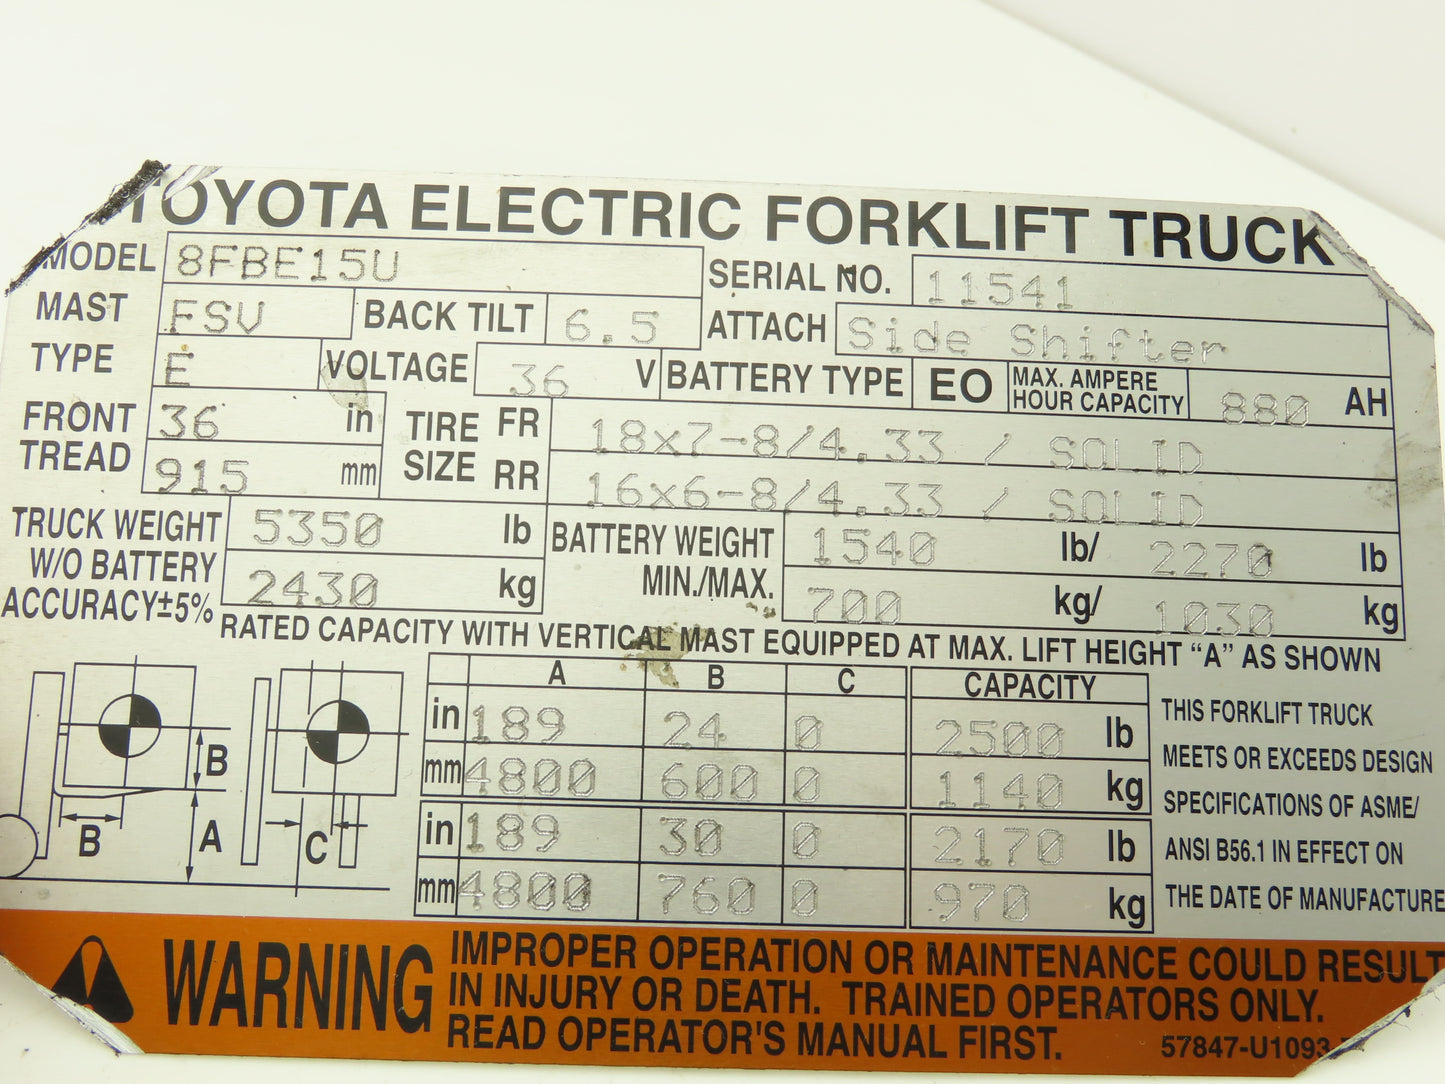 TOYOTA ELECTRIC FORKLIFT TRUCK
MODEL 8FBE15U SERIAL NO. 11541
MAST FSV BACK TILT 6.5 ATTACH Side Shifter
TYPE E VOLTAGE 36 V BATTERY TYPE EO MAX. AMPERE HOUR CAPACITY 880 AH
FRONT TREAD 36 in TIRE SIZE FR 18x7-8/4.33 / SOLID
915 mm RR 16x6-8/4.33 / SOLID
TRUCK WEIGHT W/O BATTERY ACCURACY±5% 5350 lb BATTERY WEIGHT MIN./MAX. 1540 lb/ 2270 lb
2430 kg 700 kg/ 1030 kg
RATED CAPACITY WITH VERTICAL MAST EQUIPPED AT MAX. LIFT HEIGHT "A" AS SHOWN
A B C CAPACITY
in 189 24 0 2500 lb
mm 4800 600 0 1140 kg
in 189 30 0 2170 lb
mm 4800 760 0 970 kg
B
B A C
THIS FORKLIFT TRUCK
MEETS OR EXCEEDS DESIGN
SPECIFICATIONS OF ASME/
ANSI B56.1 IN EFFECT ON
THE DATE OF MANUFACTURE
WARNING
IMPROPER OPERATION OR MAINTENANCE COULD RESULT
IN INJURY OR DEATH. TRAINED OPERATORS ONLY.
READ OPERATOR'S MANUAL FIRST.
57847-U1093